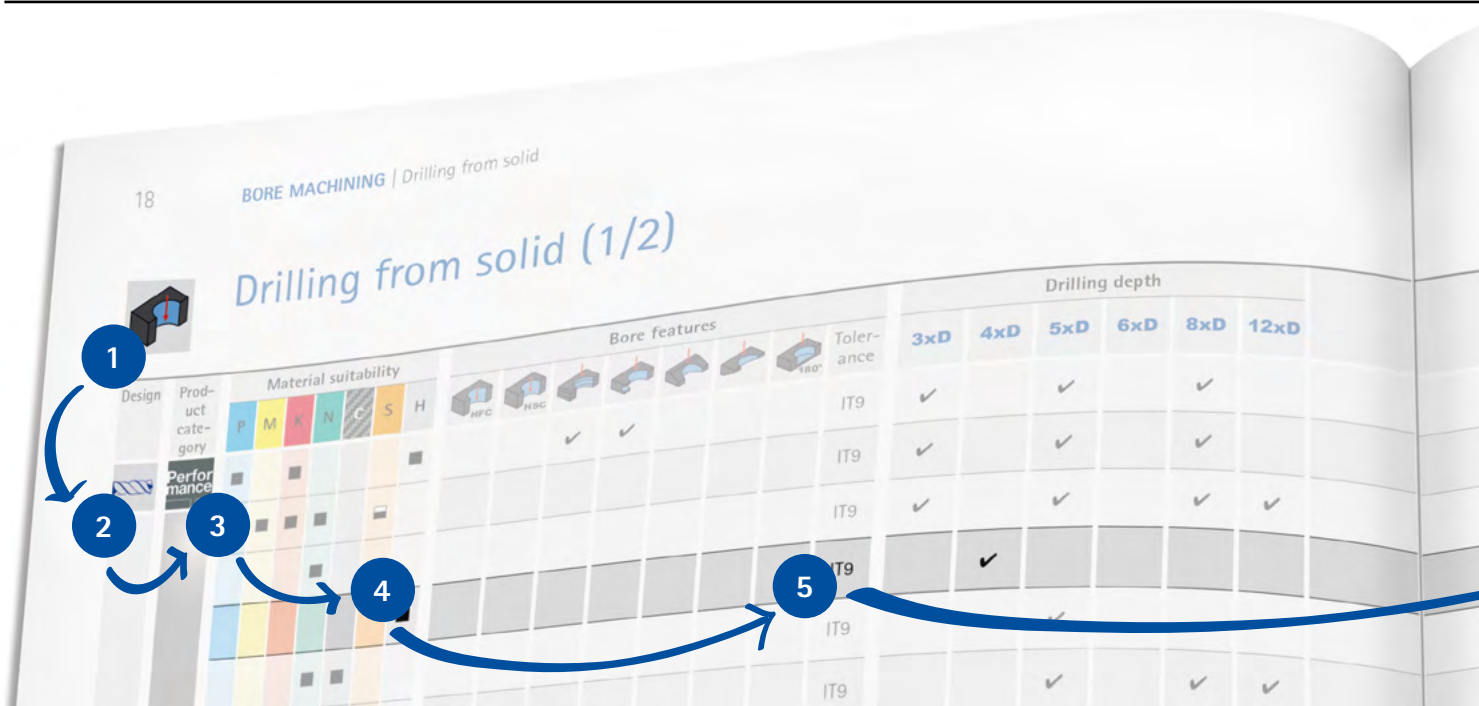 18
BORE MACHINING | Drilling from solid
Drilling from solid (1/2)
Design
Prod-
uct
cate-
gory
Material suitability
P M K N C S H
Bore features
HFC
HSC
180°
Toler-
ance
Drilling depth
3xD 4xD 5xD 6xD 8xD 12xD
Perfor
mance
IT9
IT9
IT9
IT9
IT9
IT9
1
2
3
4
5